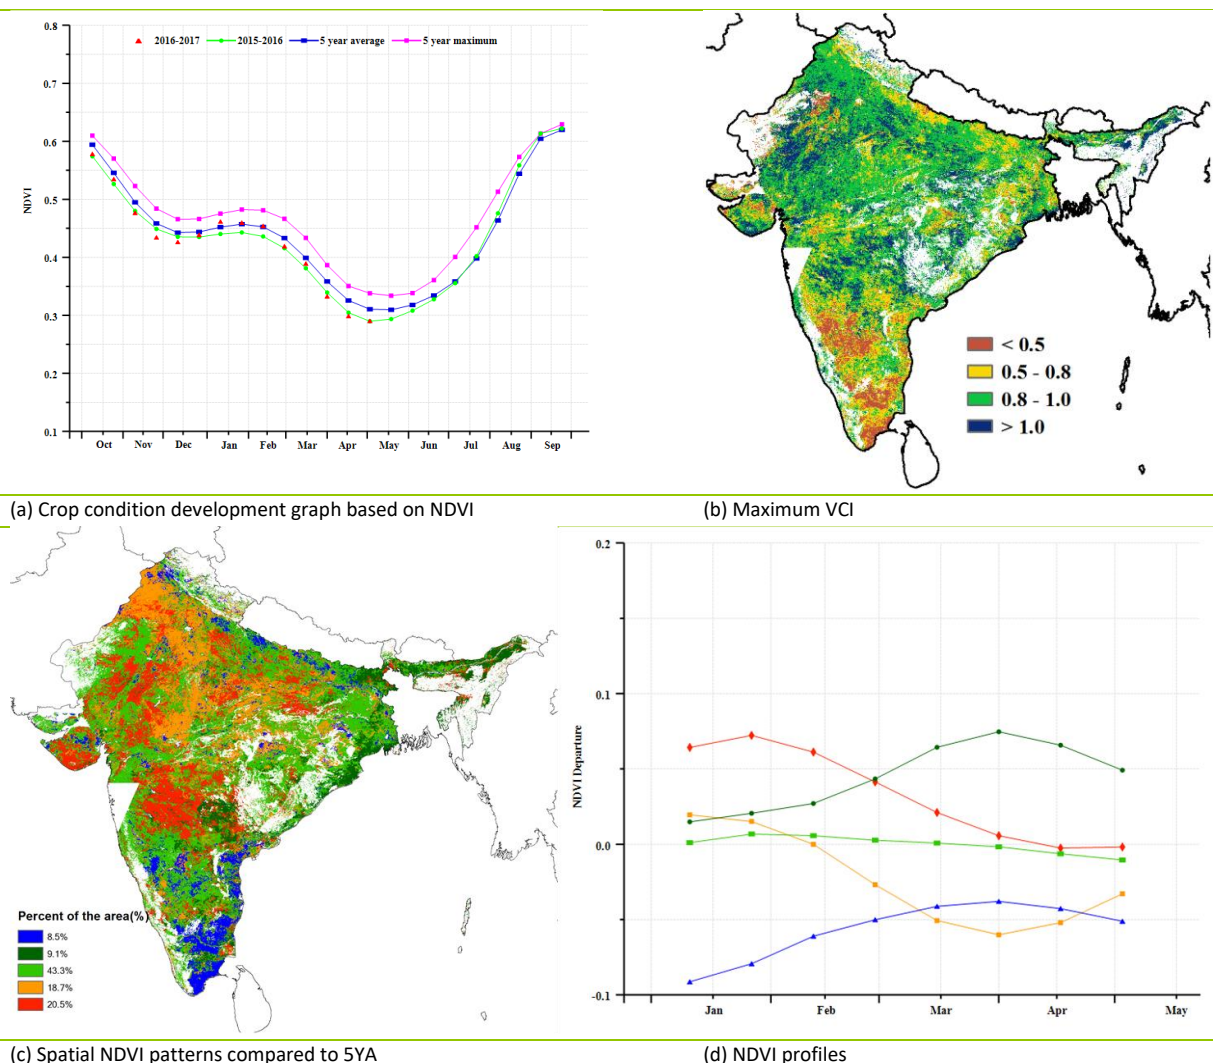 0.8
2016-2017 2015-2016 5 year average 5 year maximum
0.7
0.6
0.5
NDVI
0.4
0.3
0.2
0.1
Oct Nov Dec Jan Feb Mar Apr May Jun Jul Aug Sep
< 0.5
0.5 - 0.8
0.8 - 1.0
> 1.0
(a) Crop condition development graph based on NDVI
(b) Maximum VCI
Percent of the area(%)
8.5%
9.1%
43.3%
18.7%
20.5%
0.2
0.1
NDVI Departure
0.0
-0.1
Jan Feb Mar Apr May
(c) Spatial NDVI patterns compared to 5YA
(d) NDVI profiles